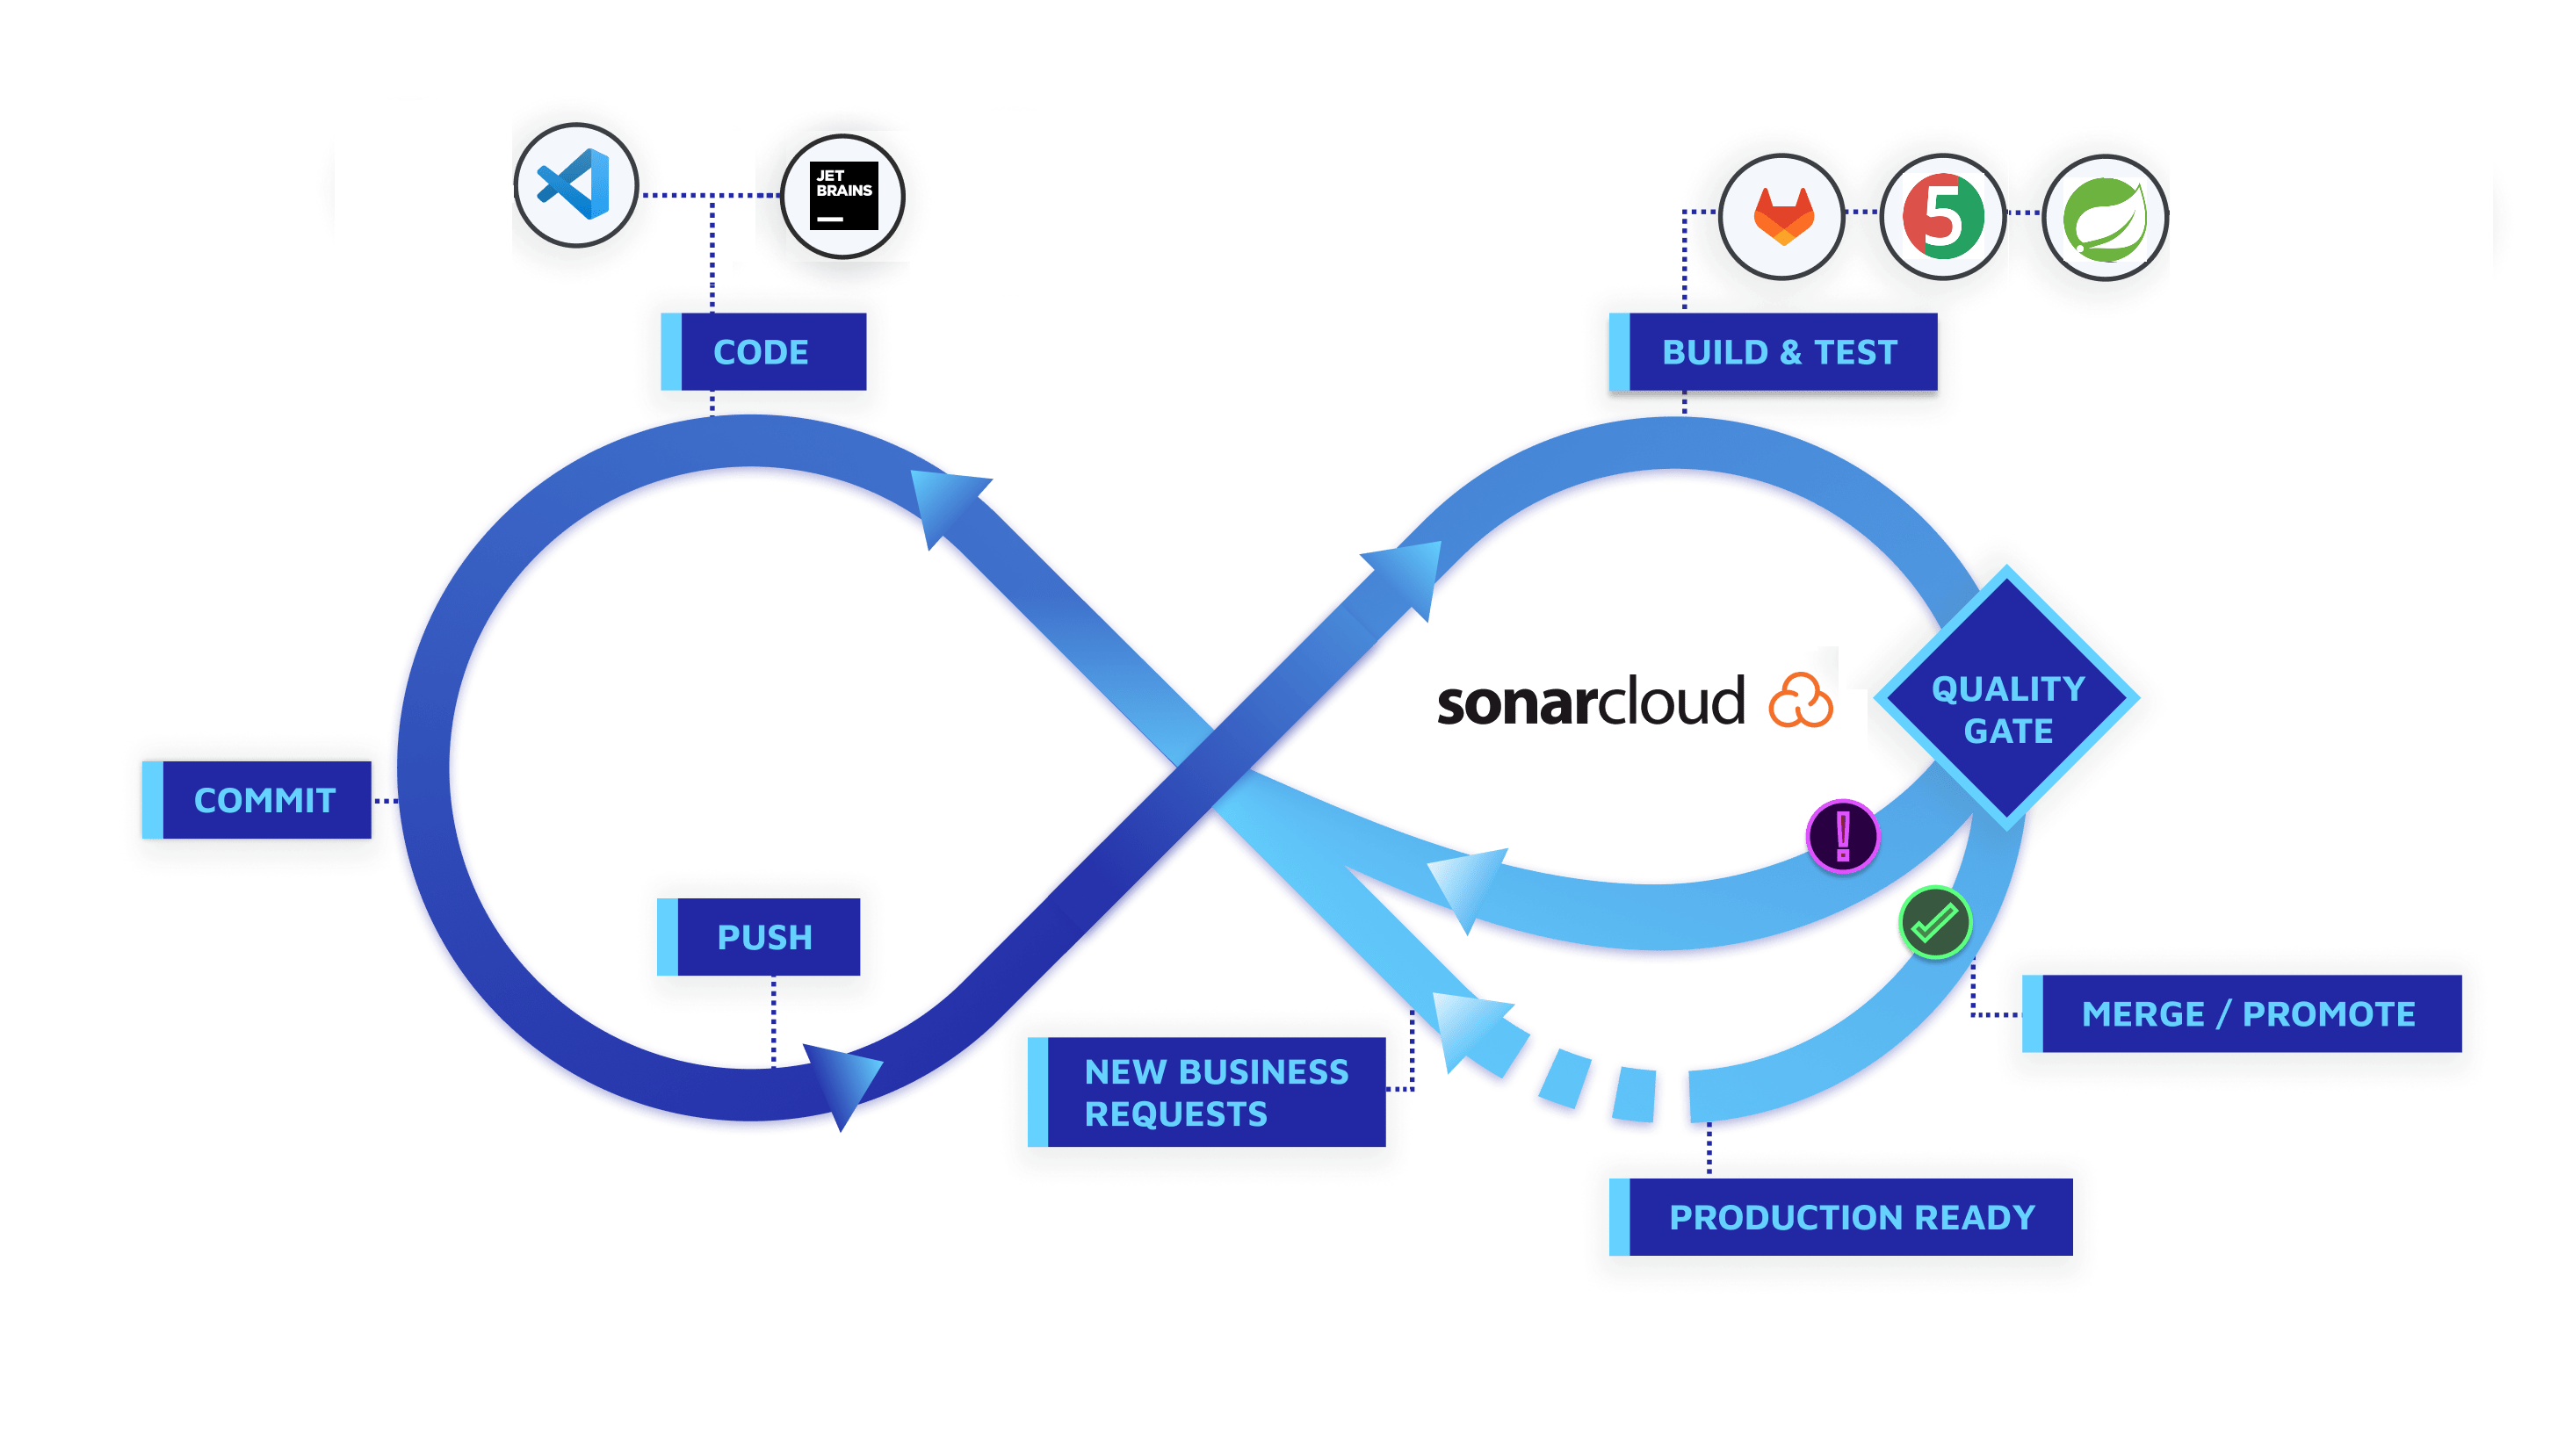 JET
BRAINS
5
CODE
BUILD & TEST
sonarcloud
QUALITY
GATE
COMMIT
!
PUSH
MERGE / PROMOTE
NEW BUSINESS
REQUESTS
PRODUCTION READY